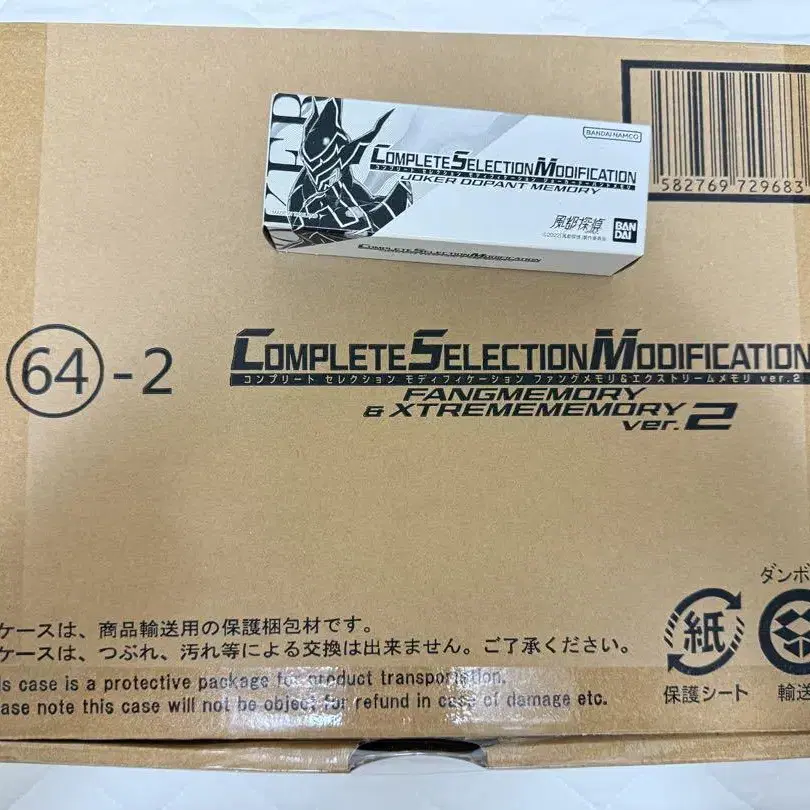 BANDAI NAMCO
COMPLETE SELECTION MODIFICATION
JOKER DOPANT MEMORY
風都探偵
BAN
DAI
COMPLETE SELECTION MODIFICATION
582769 729683
64-2
COMPLETE SELECTION MODIFICATION
コンプリート セレクション モディフィケーション ファングメモリ&エクストリームメモリ ver.2
FANGMEMORY
& XTREMEMEMORY
ver.2
ケースは、商品輸送用の保護梱包材です。
ケースは、つぶれ、汚れ等による交換は出来ません。ご了承ください。
is case is a protective package for product transportation.
ase note this case will not be object for refund in case of damage etc.
紙
保護シート
ダンボ
輸送